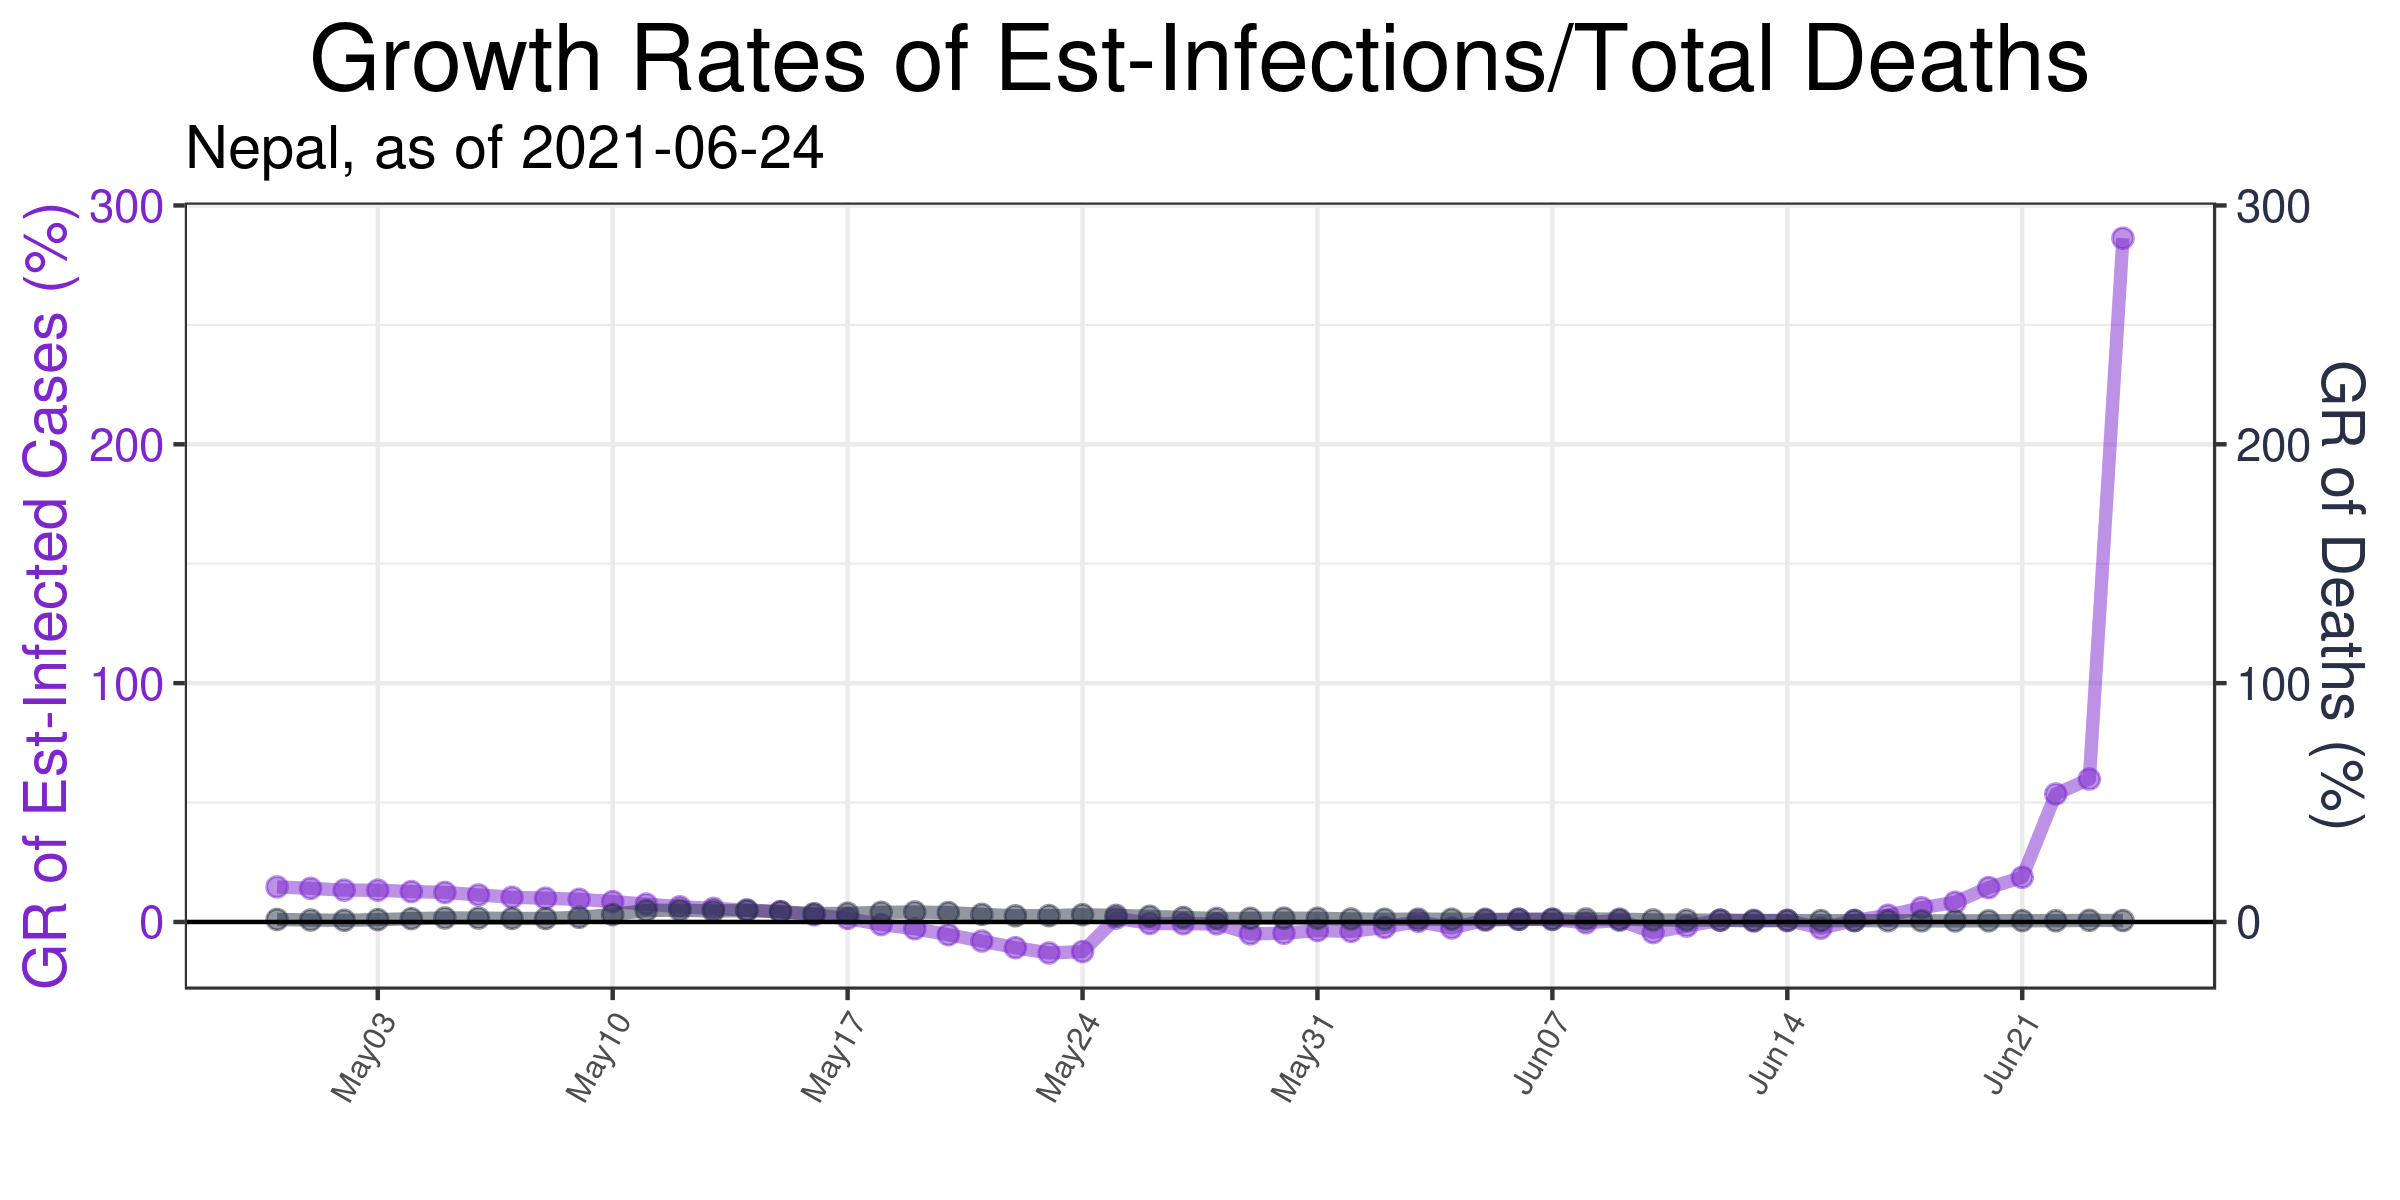 Growth Rates of Est-Infections/Total Deaths
Nepal, as of 2021-06-24
GR of Est-Infected Cases (%)
300
200
100
0
300
200
100
0
GR of Deaths (%)
May03
May10
May17
May24
May31
Jun07
Jun14
Jun21